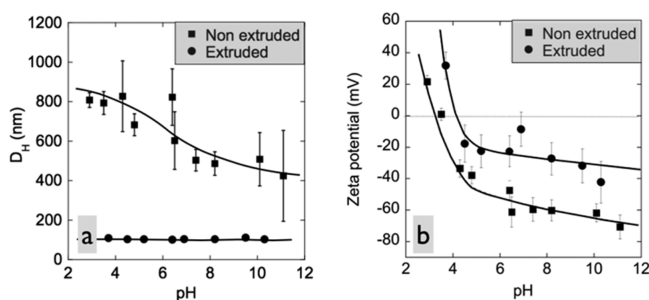 Non extruded
Extruded
1200
1000
800
600
400
200
0
D_H (nm)
a
2 4 6 8 10 12
pH
Non extruded
Extruded
60
40
20
0
-20
-40
-60
-80
Zeta potential (mV)
b
2 4 6 8 10 12
pH